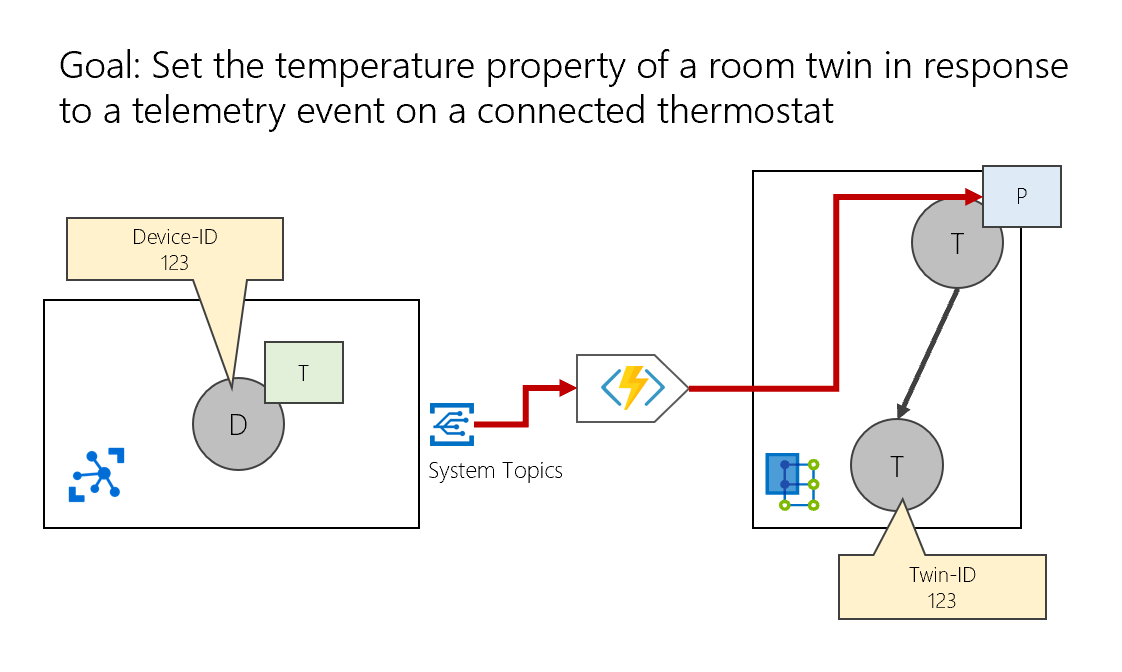 Goal: Set the temperature property of a room twin in response
to a telemetry event on a connected thermostat
Device-ID
123
T
D
System Topics
P
T
T
Twin-ID
123